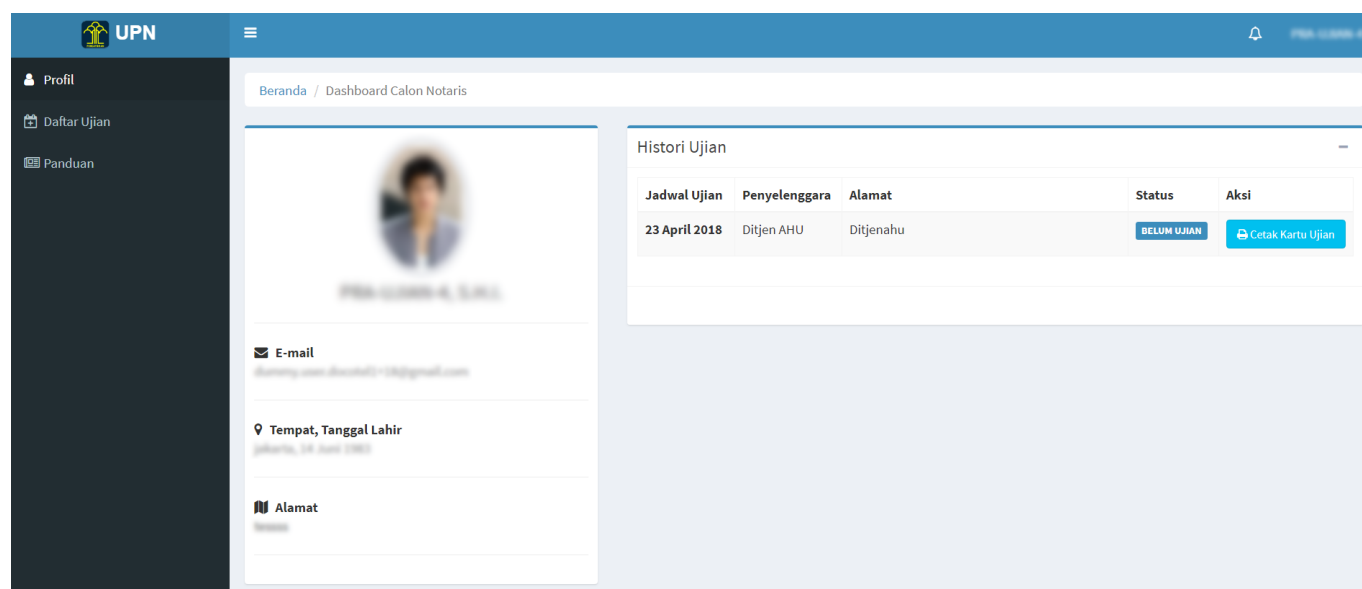 UPN
Profil
Daftar Ujian
Panduan
Beranda / Dashboard Calon Notaris
E-mail
Tempat, Tanggal Lahir
Alamat
Histori Ujian
Jadwal Ujian Penyelenggara Alamat Status Aksi
23 April 2018 Ditjen AHU Ditjenahu BELUM UJIAN Cetak Kartu Ujian